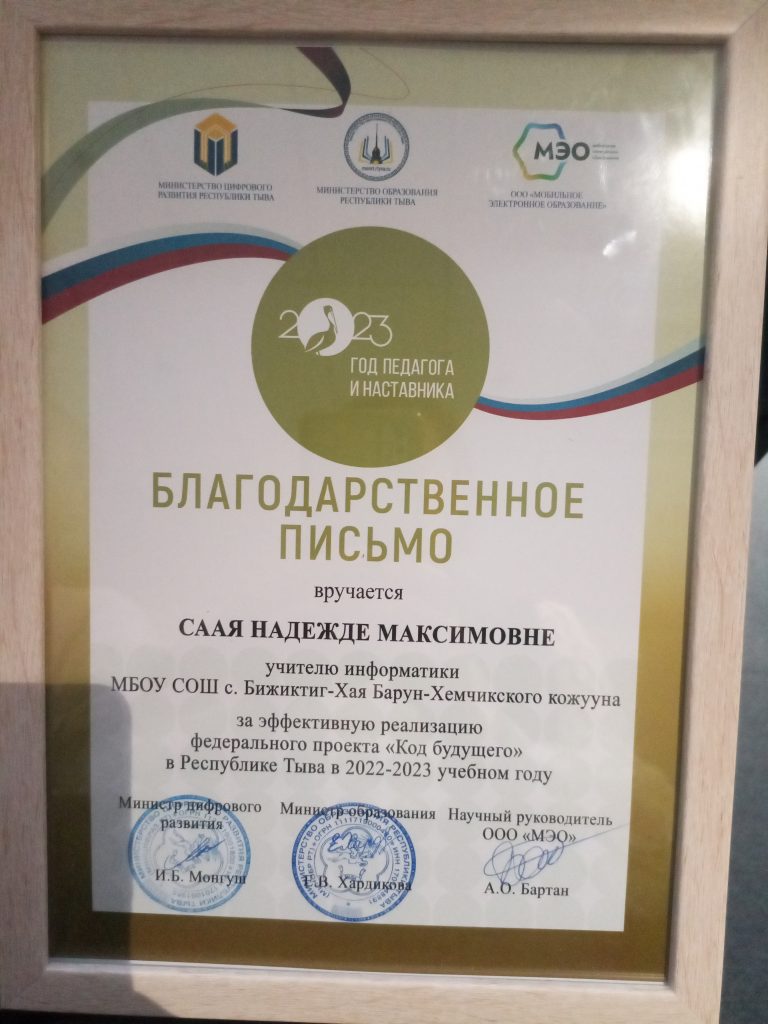 МИНИСТЕРСТВО ЦИФРОВОГО
РАЗВИТИЯ РЕСПУБЛИКИ ТЫВА
МИНИСТЕРСТВО ОБРАЗОВАНИЯ
РЕСПУБЛИКИ ТЫВА
МЭО
ООО «МОБИЛЬНОЕ
ЭЛЕКТРОННОЕ ОБРАЗОВАНИЕ»
2023
ГОД ПЕДАГОГА
И НАСТАВНИКА
БЛАГОДАРСТВЕННОЕ
ПИСЬМО
вручается
СААЯ НАДЕЖДЕ МАКСИМОВНЕ
учителю информатики
МБОУ СОШ с. Бижиктиг-Хая Барун-Хемчикского кожууна
за эффективную реализацию
федерального проекта «Код будущего»
в Республике Тыва в 2022-2023 учебном году
Министр цифрового
развития
И.Б. Монгуш
Министр образования
Е.В. Хардикова
Научный руководитель
ООО «МЭО»
А.О. Бартан